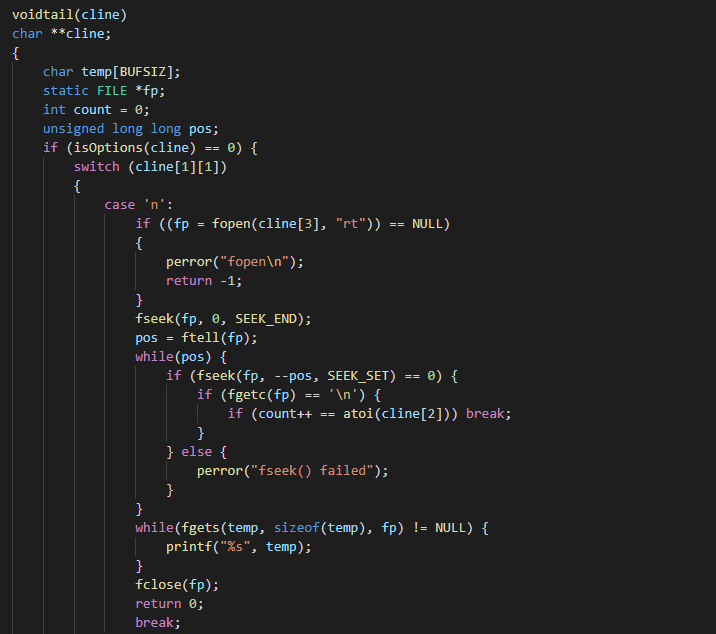 voidtail(cline)
char **cline;
{
    char temp[BUFSIZ];
    static FILE *fp;
    int count = 0;
    unsigned long long pos;
    if (isOptions(cline) == 0) {
        switch (cline[1][1])
        {
            case 'n':
                if ((fp = fopen(cline[3], "rt")) == NULL)
                {
                    perror("fopen\n");
                    return -1;
                }
                fseek(fp, 0, SEEK_END);
                pos = ftell(fp);
                while(pos) {
                    if (fseek(fp, --pos, SEEK_SET) == 0) {
                        if (fgetc(fp) == '\n') {
                            if (count++ == atoi(cline[2])) break;
                        }
                    } else {
                        perror("fseek() failed");
                    }
                }
                while(fgets(temp, sizeof(temp), fp) != NULL) {
                    printf("%s", temp);
                }
                fclose(fp);
                return 0;
                break;